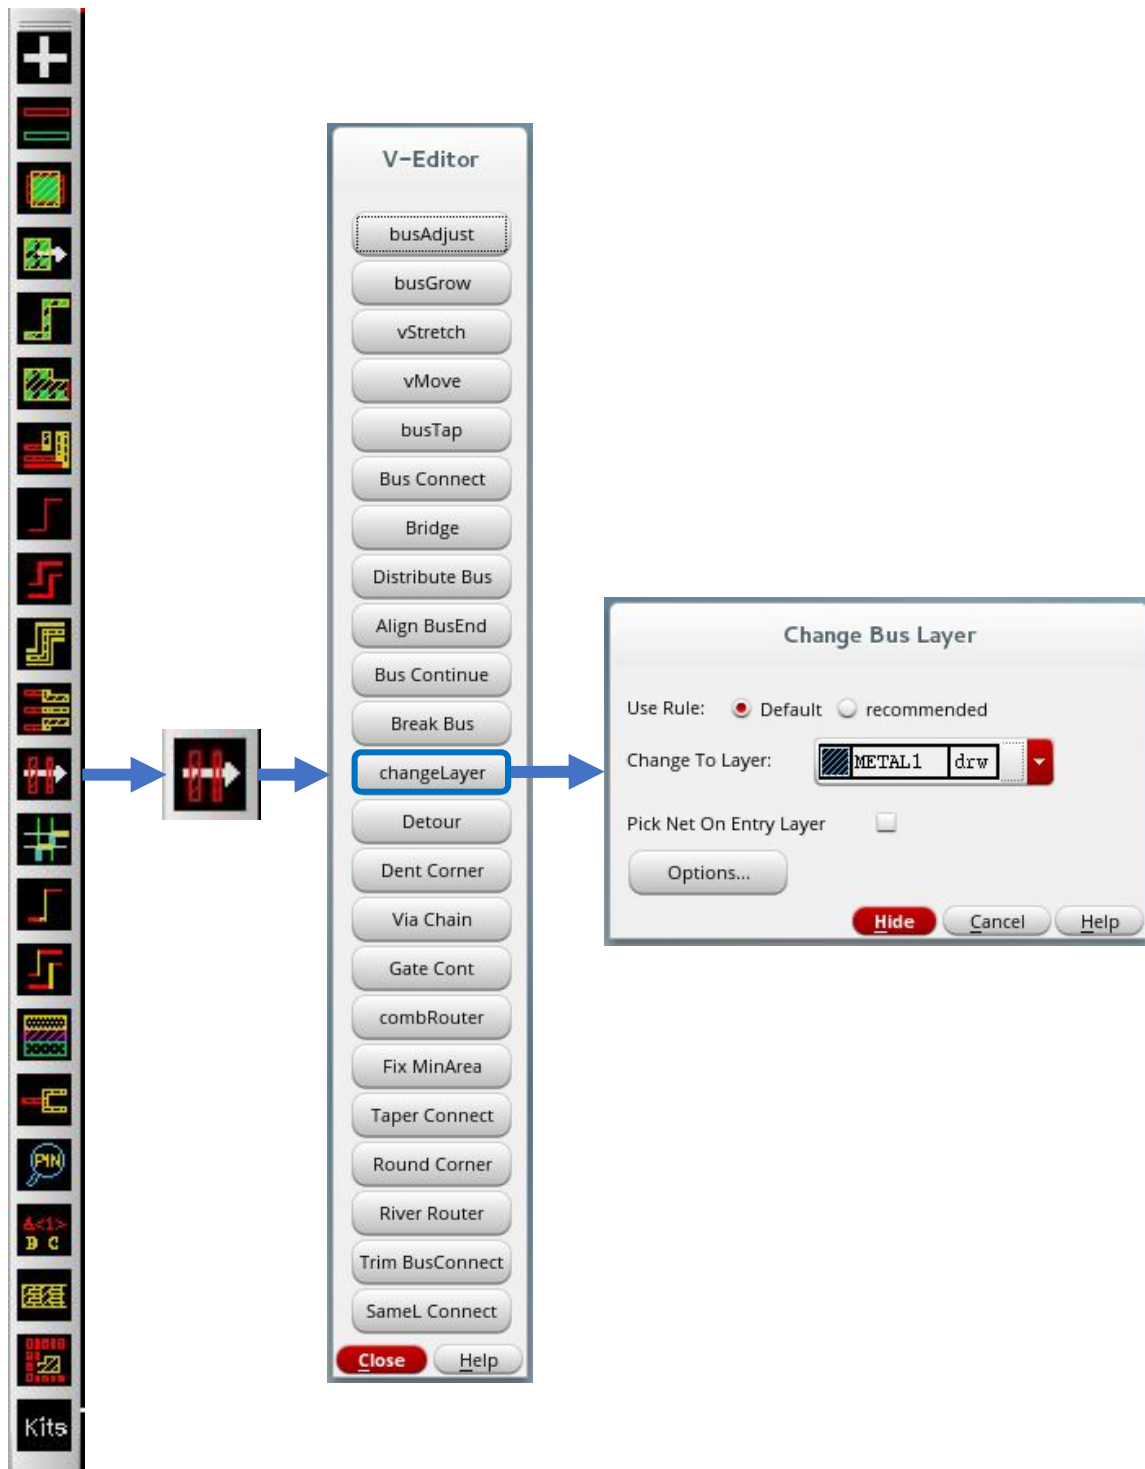 PIN
A<1>
B C
Kits
V-Editor
busAdjust
busGrow
vStretch
vMove
busTap
Bus Connect
Bridge
Distribute Bus
Align BusEnd
Bus Continue
Break Bus
changeLayer
Detour
Dent Corner
Via Chain
Gate Cont
combRouter
Fix MinArea
Taper Connect
Round Corner
River Router
Trim BusConnect
SameL Connect
Close Help
Change Bus Layer
Use Rule: Default recommended
Change To Layer: METAL1 drw
Pick Net On Entry Layer
Options...
Hide Cancel Help